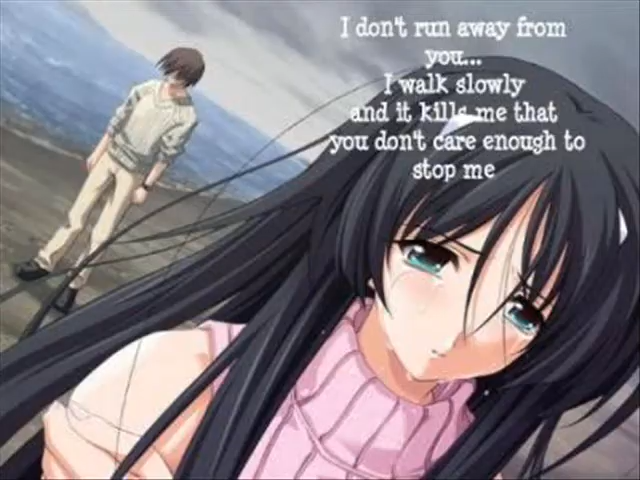 I don't run away from
you...
I walk slowly
and it kills me that
you don't care enough to
stop me